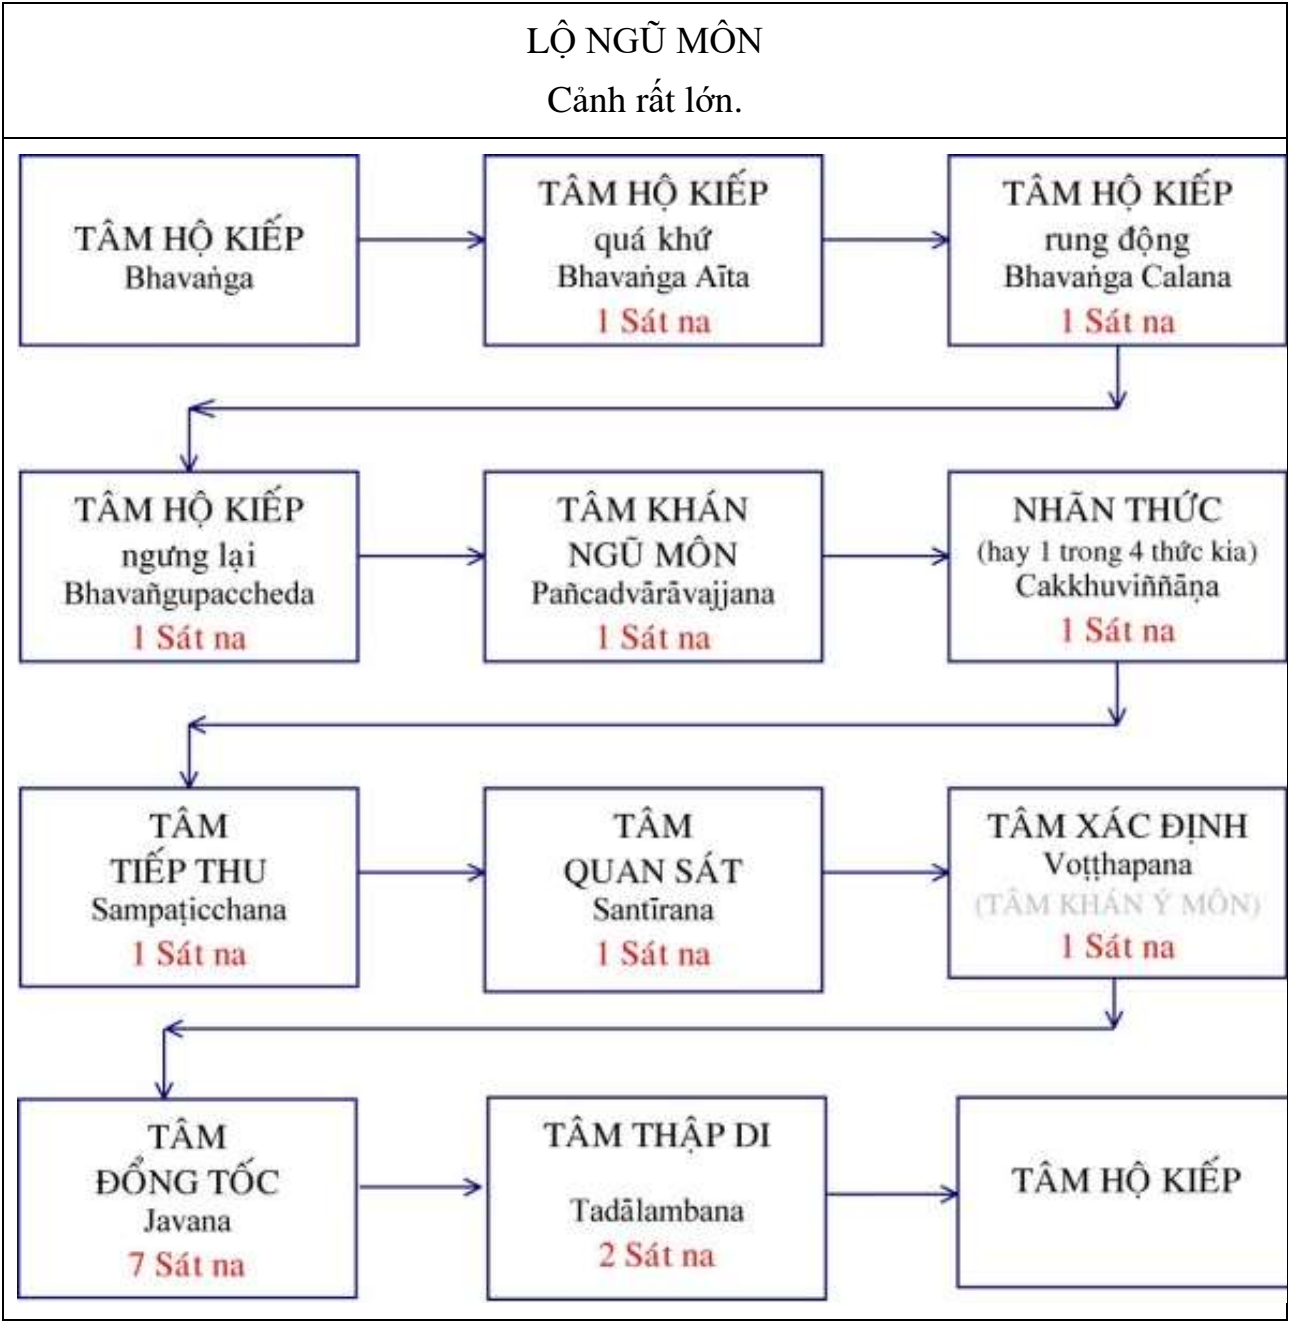 LỘ NGŨ MÔN
Cảnh rất lớn.
TÂM HỘ KIẾP
Bhavaṅga
TÂM HỘ KIẾP
quá khứ
Bhavaṅga Aīta
1 Sát na
TÂM HỘ KIẾP
rung động
Bhavaṅga Calana
1 Sát na
TÂM HỘ KIẾP
ngưng lại
Bhavañgupaccheda
1 Sát na
TÂM KHÁN
NGŨ MÔN
Pañcadvārāvajjana
1 Sát na
NHÃN THỨC
(hay 1 trong 4 thức kia)
Cakkhuviññāṇa
1 Sát na
TÂM
TIẾP THU
Sampaṭicchana
1 Sát na
TÂM
QUAN SÁT
Santīrana
1 Sát na
TÂM XÁC ĐỊNH
Voṭṭhapana
(TÂM KHÁN Ý MÔN)
1 Sát na
TÂM
ĐỔNG TỐC
Javana
7 Sát na
TÂM THẬP DI
Tadālambana
2 Sát na
TÂM HỘ KIẾP